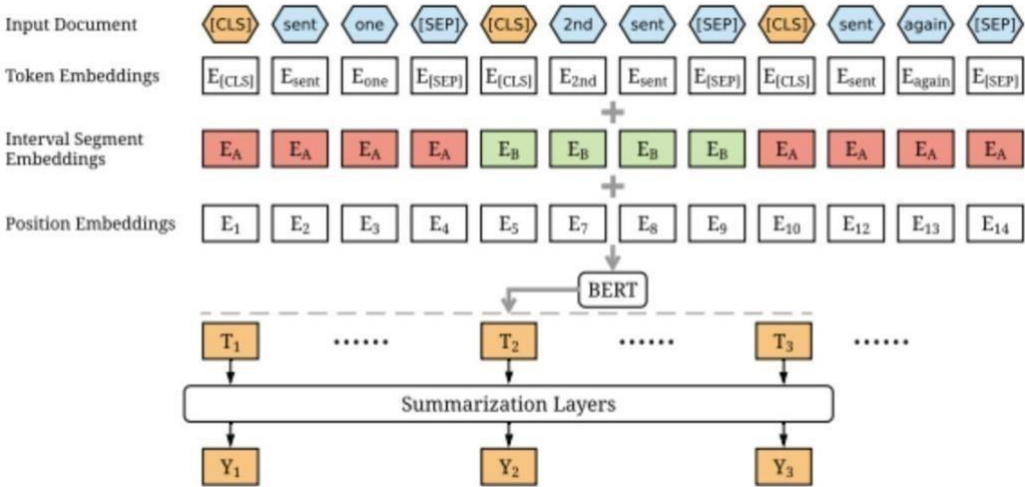 Input Document [CLS] sent one [SEP] [CLS] 2nd sent [SEP] [CLS] sent again [SEP]
Token Embeddings E[CLS] Esent Eone E[SEP] E[CLS] E2nd Esent E[SEP] E[CLS] Esent Eagain E[SEP]
+
Interval Segment
Embeddings EA EA EA EA EB EB EB EB EA EA EA EA
+
Position Embeddings E1 E2 E3 E4 E5 E7 E8 E9 E10 E12 E13 E14
BERT
T1 ...... T2 ...... T3 ......
Summarization Layers
Y1 Y2 Y3